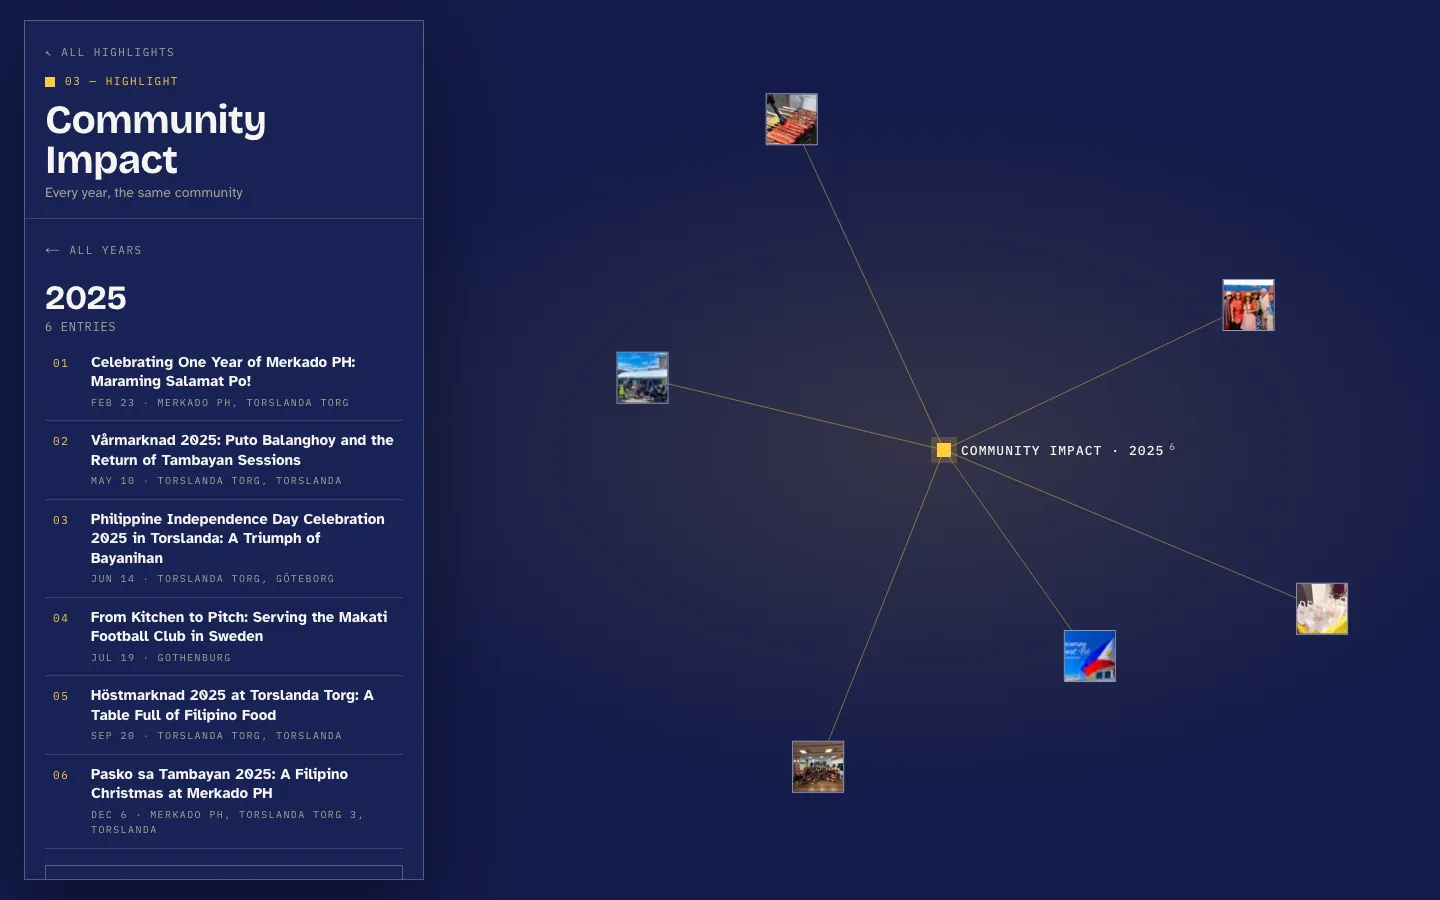 ↖ ALL HIGHLIGHTS
03 — HIGHLIGHT
Community
Impact
Every year, the same community
⟵ ALL YEARS
2025
6 ENTRIES
01
Celebrating One Year of Merkado PH:
Maraming Salamat Po!
FEB 23 · MERKADO PH, TORSLANDA TORG
02
Vårmarknad 2025: Puto Balanghoy and the
Return of Tambayan Sessions
MAY 10 · TORSLANDA TORG, TORSLANDA
03
Philippine Independence Day Celebration
2025 in Torslanda: A Triumph of
Bayanihan
JUN 14 · TORSLANDA TORG, GÖTEBORG
04
From Kitchen to Pitch: Serving the Makati
Football Club in Sweden
JUL 19 · GOTHENBURG
05
Höstmarknad 2025 at Torslanda Torg: A
Table Full of Filipino Food
SEP 20 · TORSLANDA TORG, TORSLANDA
06
Pasko sa Tambayan 2025: A Filipino
Christmas at Merkado PH
DEC 6 · MERKADO PH, TORSLANDA TORG 3,
TORSLANDA
COMMUNITY IMPACT · 2025 6